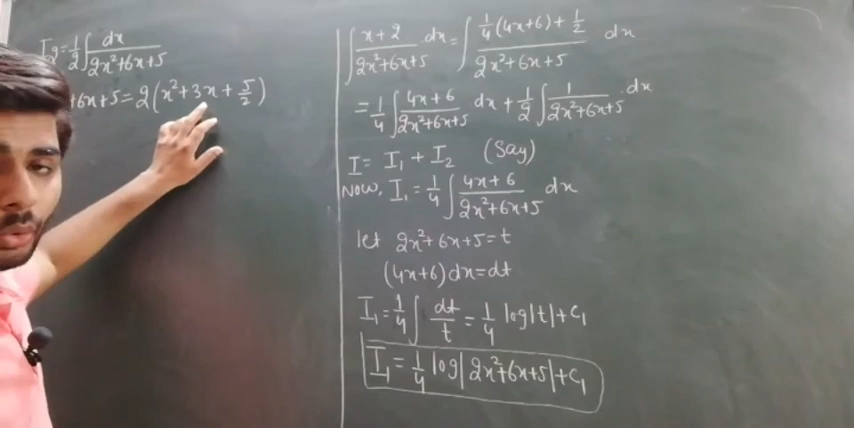 I₂ = 1/2 ∫ dx/(2x²+6x+5)
+6x+5 = 2(x²+3x+5/2)
∫ (x+2)/(2x²+6x+5) dx = ∫ (1/4(4x+6)+1/2)/(2x²+6x+5) dx
= 1/4 ∫ (4x+6)/(2x²+6x+5) dx + 1/2 ∫ 1/(2x²+6x+5) dx
I = I₁ + I₂ (Say)
Now, I₁ = 1/4 ∫ (4x+6)/(2x²+6x+5) dx
let 2x²+6x+5 = t
(4x+6)dx = dt
I₁ = 1/4 ∫ dt/t = 1/4 log|t| + C₁
I₁ = 1/4 log|2x²+6x+5| + C₁